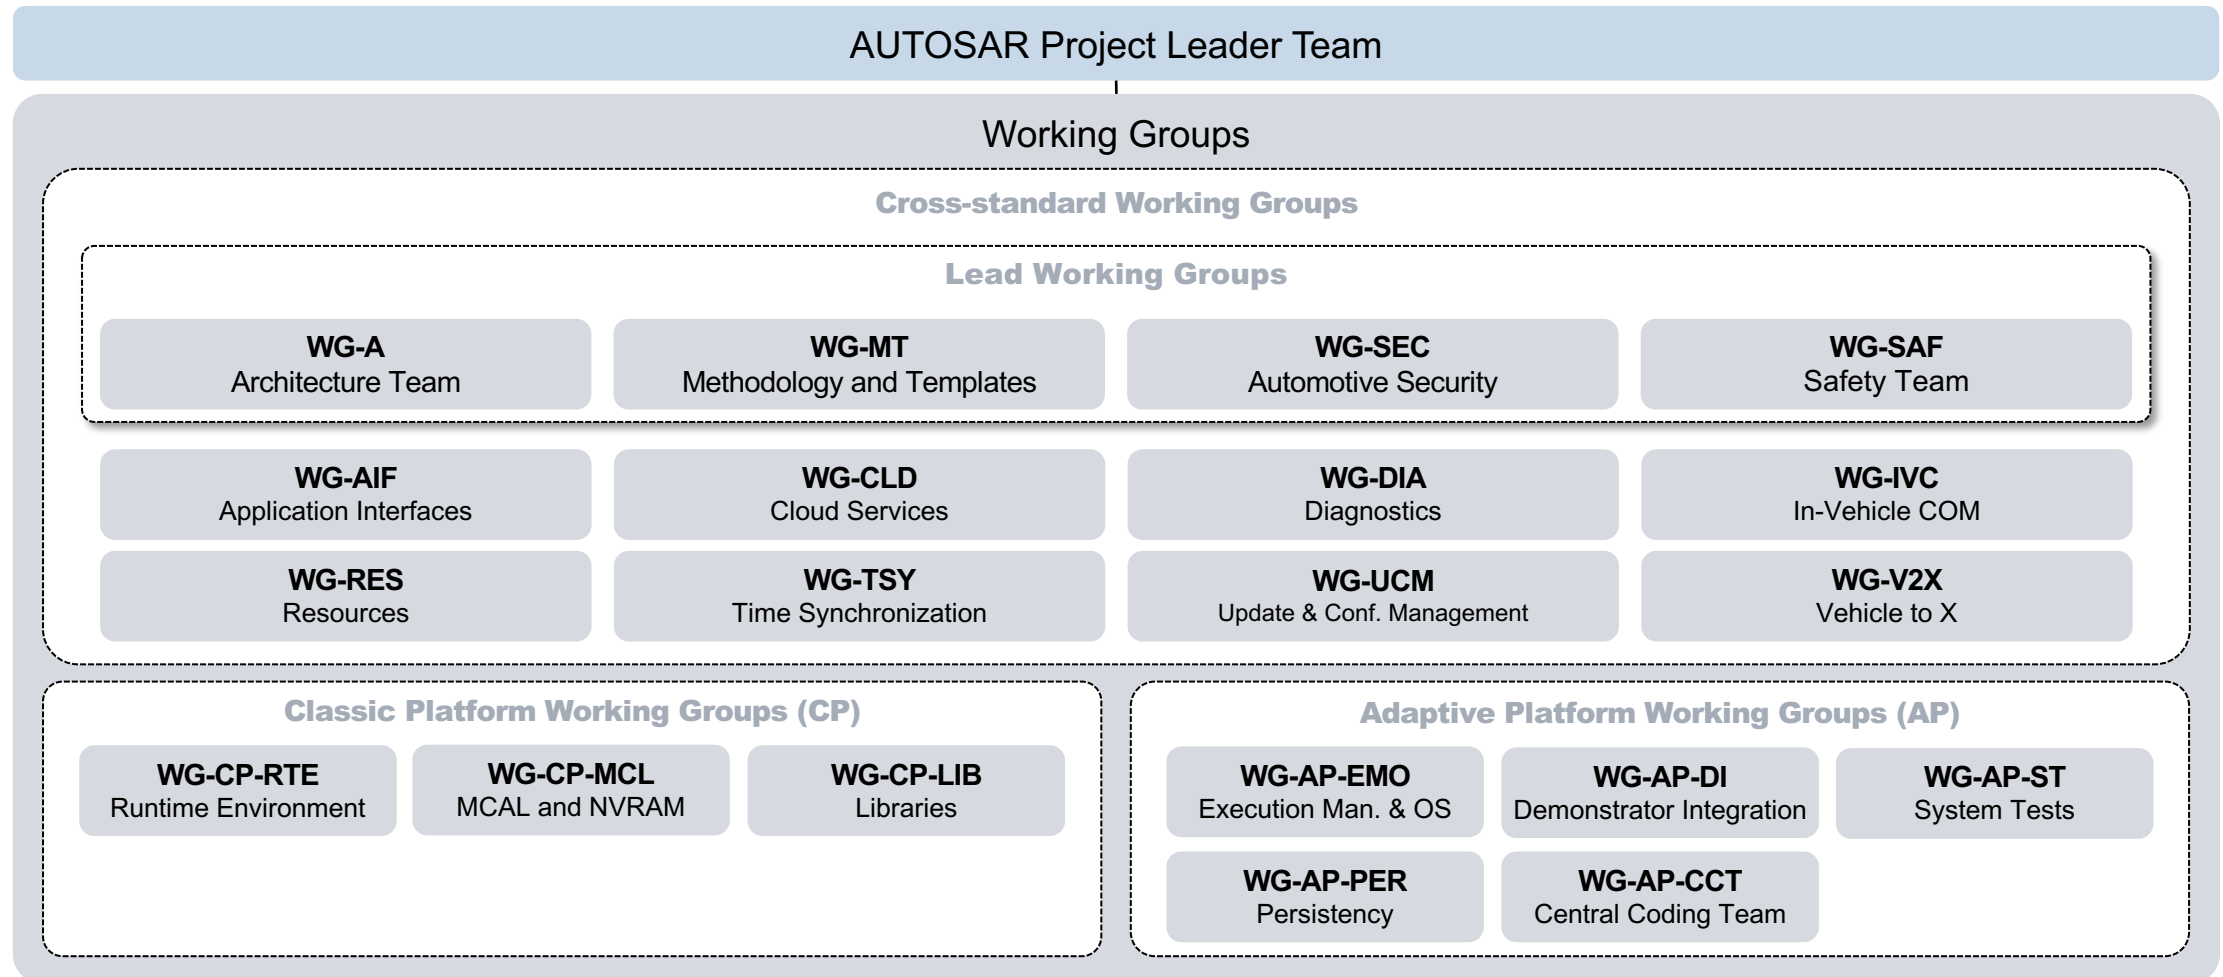 AUTOSAR Project Leader Team
Working Groups
Cross-standard Working Groups
Lead Working Groups
WG-A
Architecture Team
WG-MT
Methodology and Templates
WG-SEC
Automotive Security
WG-SAF
Safety Team
WG-AIF
Application Interfaces
WG-CLD
Cloud Services
WG-DIA
Diagnostics
WG-IVC
In-Vehicle COM
WG-RES
Resources
WG-TSY
Time Synchronization
WG-UCM
Update & Conf. Management
WG-V2X
Vehicle to X
Classic Platform Working Groups (CP)
WG-CP-RTE
Runtime Environment
WG-CP-MCL
MCAL and NVRAM
WG-CP-LIB
Libraries
Adaptive Platform Working Groups (AP)
WG-AP-EMO
Execution Man. & OS
WG-AP-DI
Demonstrator Integration
WG-AP-ST
System Tests
WG-AP-PER
Persistency
WG-AP-CCT
Central Coding Team